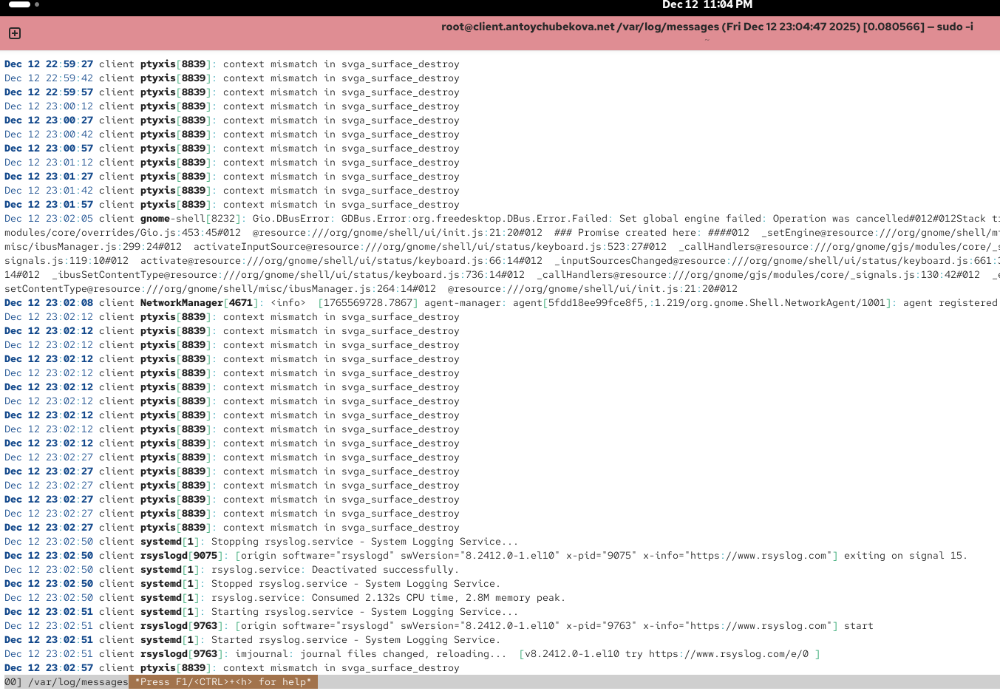 Dec 12 11:04 PM
root@client.antoychubekova.net /var/log/messages (Fri Dec 12 23:04:47 2025) [0.080566] — sudo -i
~
Dec 12 22:59:27 client ptyxis[8839]: context mismatch in svga_surface_destroy
Dec 12 22:59:42 client ptyxis[8839]: context mismatch in svga_surface_destroy
Dec 12 22:59:57 client ptyxis[8839]: context mismatch in svga_surface_destroy
Dec 12 23:00:12 client ptyxis[8839]: context mismatch in svga_surface_destroy
Dec 12 23:00:27 client ptyxis[8839]: context mismatch in svga_surface_destroy
Dec 12 23:00:42 client ptyxis[8839]: context mismatch in svga_surface_destroy
Dec 12 23:00:57 client ptyxis[8839]: context mismatch in svga_surface_destroy
Dec 12 23:01:12 client ptyxis[8839]: context mismatch in svga_surface_destroy
Dec 12 23:01:27 client ptyxis[8839]: context mismatch in svga_surface_destroy
Dec 12 23:01:42 client ptyxis[8839]: context mismatch in svga_surface_destroy
Dec 12 23:01:57 client ptyxis[8839]: context mismatch in svga_surface_destroy
Dec 12 23:02:05 client gnome-shell[8232]: Gio.DBusError: GDBus.Error:org.freedesktop.DBus.Error.Failed: Set global engine failed: Operation was cancelled#012#012Stack
modules/core/overrides/Gio.js:453:45#012  @resource:///org/gnome/shell/ui/init.js:21:20#012  ### Promise created here: ####012  _setEngine@resource:///org/gnome/shell/
misc/ibusManager.js:299:24#012  activateInputSource@resource:///org/gnome/shell/ui/status/keyboard.js:523:27#012  _callHandlers@resource:///org/gnome/gjs/modules/core/_s
signals.js:119:10#012  activate@resource:///org/gnome/shell/ui/status/keyboard.js:66:14#012  _inputSourcesChanged@resource:///org/gnome/shell/ui/status/keyboard.js:661:
14#012  _ibusSetContentType@resource:///org/gnome/shell/ui/status/keyboard.js:736:14#012  _callHandlers@resource:///org/gnome/gjs/modules/core/_signals.js:130:42#012
setContentType@resource:///org/gnome/shell/misc/ibusManager.js:264:14#012  @resource:///org/gnome/shell/ui/init.js:21:20#012
Dec 12 23:02:08 client NetworkManager[4671]: <info>  [1765569728.7867] agent-manager: agent[5fdd18ee99fce8f5,:1.219/org.gnome.Shell.NetworkAgent/1001]: agent registered
Dec 12 23:02:12 client ptyxis[8839]: context mismatch in svga_surface_destroy
Dec 12 23:02:12 client ptyxis[8839]: context mismatch in svga_surface_destroy
Dec 12 23:02:12 client ptyxis[8839]: context mismatch in svga_surface_destroy
Dec 12 23:02:12 client ptyxis[8839]: context mismatch in svga_surface_destroy
Dec 12 23:02:12 client ptyxis[8839]: context mismatch in svga_surface_destroy
Dec 12 23:02:12 client ptyxis[8839]: context mismatch in svga_surface_destroy
Dec 12 23:02:12 client ptyxis[8839]: context mismatch in svga_surface_destroy
Dec 12 23:02:12 client ptyxis[8839]: context mismatch in svga_surface_destroy
Dec 12 23:02:12 client ptyxis[8839]: context mismatch in svga_surface_destroy
Dec 12 23:02:12 client ptyxis[8839]: context mismatch in svga_surface_destroy
Dec 12 23:02:27 client ptyxis[8839]: context mismatch in svga_surface_destroy
Dec 12 23:02:27 client ptyxis[8839]: context mismatch in svga_surface_destroy
Dec 12 23:02:27 client ptyxis[8839]: context mismatch in svga_surface_destroy
Dec 12 23:02:27 client ptyxis[8839]: context mismatch in svga_surface_destroy
Dec 12 23:02:27 client ptyxis[8839]: context mismatch in svga_surface_destroy
Dec 12 23:02:27 client ptyxis[8839]: context mismatch in svga_surface_destroy
Dec 12 23:02:50 client systemd[1]: Stopping rsyslog.service - System Logging Service...
Dec 12 23:02:50 client rsyslogd[9075]: [origin software="rsyslogd" swVersion="8.2412.0-1.el10" x-pid="9075" x-info="https://www.rsyslog.com"] exiting on signal 15.
Dec 12 23:02:50 client systemd[1]: rsyslog.service: Deactivated successfully.
Dec 12 23:02:50 client systemd[1]: Stopped rsyslog.service - System Logging Service.
Dec 12 23:02:50 client systemd[1]: rsyslog.service: Consumed 2.132s CPU time, 2.8M memory peak.
Dec 12 23:02:51 client systemd[1]: Starting rsyslog.service - System Logging Service...
Dec 12 23:02:51 client rsyslogd[9763]: [origin software="rsyslogd" swVersion="8.2412.0-1.el10" x-pid="9763" x-info="https://www.rsyslog.com"] start
Dec 12 23:02:51 client systemd[1]: Started rsyslog.service - System Logging Service.
Dec 12 23:02:51 client rsyslogd[9763]: imjournal: journal files changed, reloading...  [v8.2412.0-1.el10 try https://www.rsyslog.com/e/0 ]
Dec 12 23:02:57 client ptyxis[8839]: context mismatch in svga_surface_destroy
00] /var/log/messages *Press F1/<CTRL>+<h> for help*